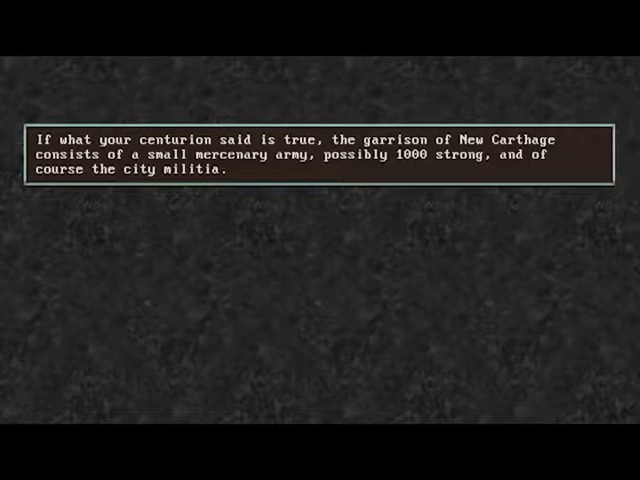 If what your centurion said is true, the garrison of New Carthage
consists of a small mercenary army, possibly 1000 strong, and of
course the city militia.